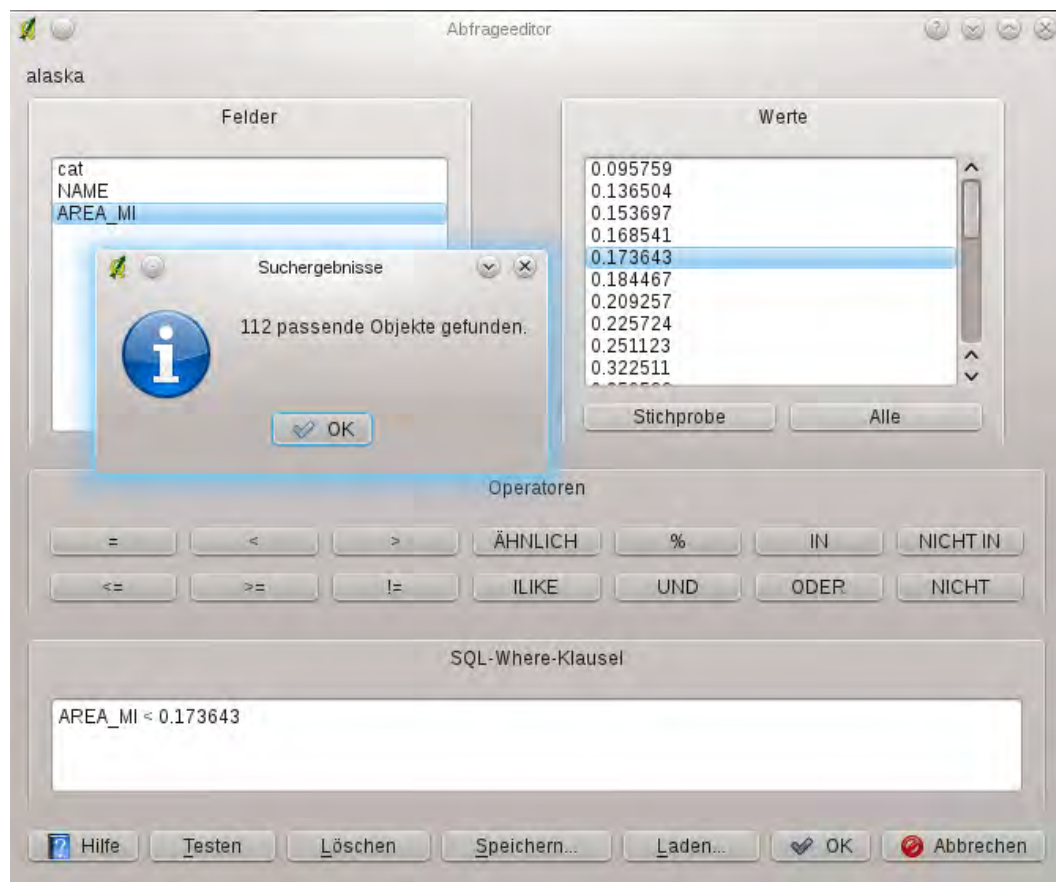 Abfrageeditor
alaska
Felder
cat
NAME
AREA_MI
Werte
0.095759
0.136504
0.153697
0.168541
0.173643
0.184467
0.209257
0.225724
0.251123
0.322511
Stichprobe
Alle
Suchergebnisse
112 passende Objekte gefunden.
OK
Operatoren
= < > ÄHNLICH % IN NICHT IN
<= >= != ILIKE UND ODER NICHT
SQL-Where-Klausel
AREA_MI < 0.173643
Hilfe Testen Löschen Speichern... Laden... OK Abbrechen